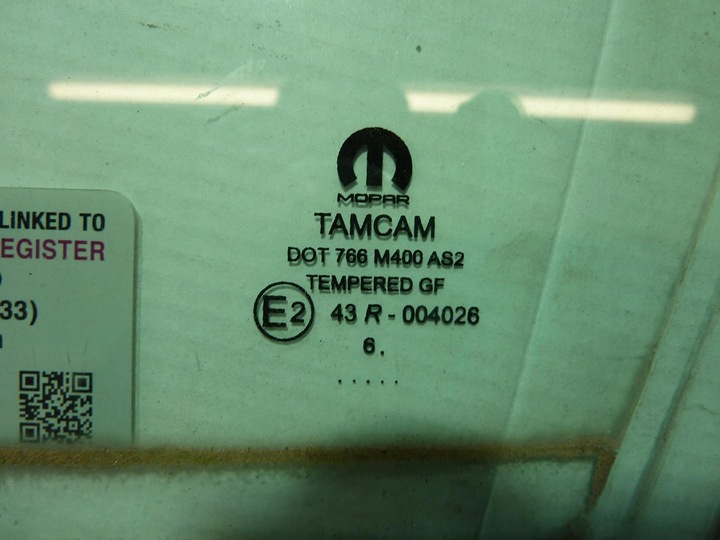 MOPAR
TAMCAM
DOT 766 M400 AS2
TEMPERED GF
E2 43 R - 004026
6.
.....
LINKED TO
EGISTER
33)